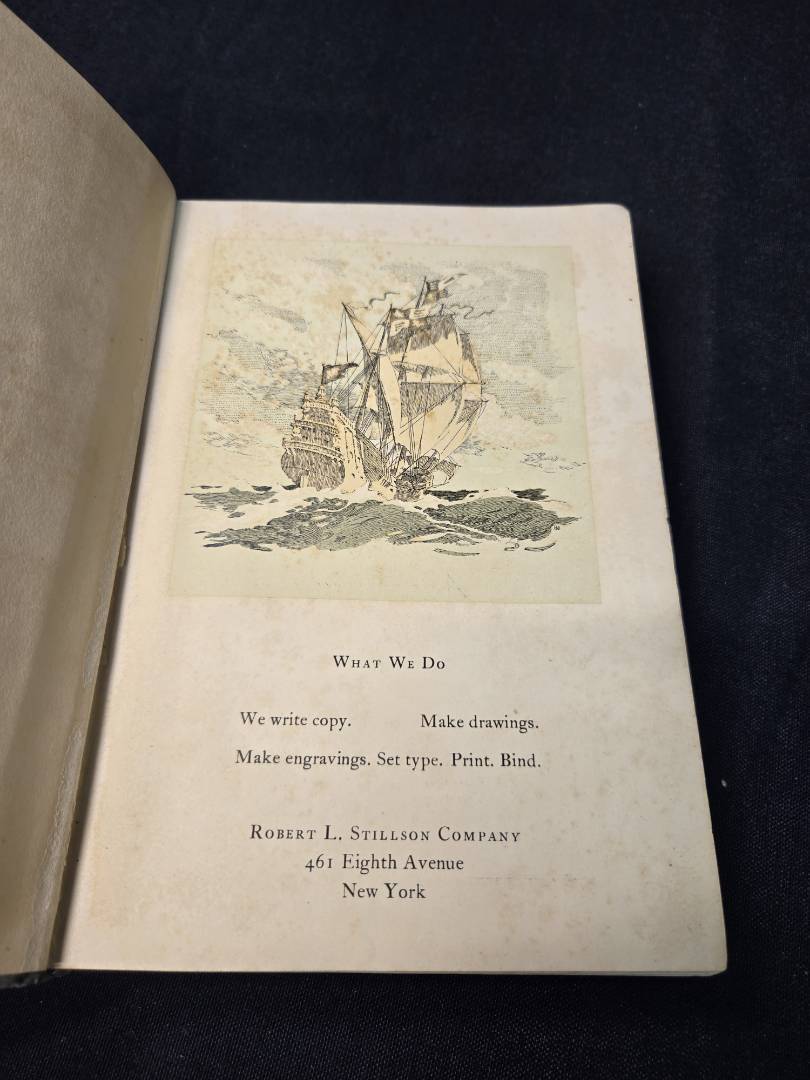 What We Do
We write copy. Make drawings.
Make engravings. Set type. Print. Bind.
Robert L. Stillson Company
461 Eighth Avenue
New York